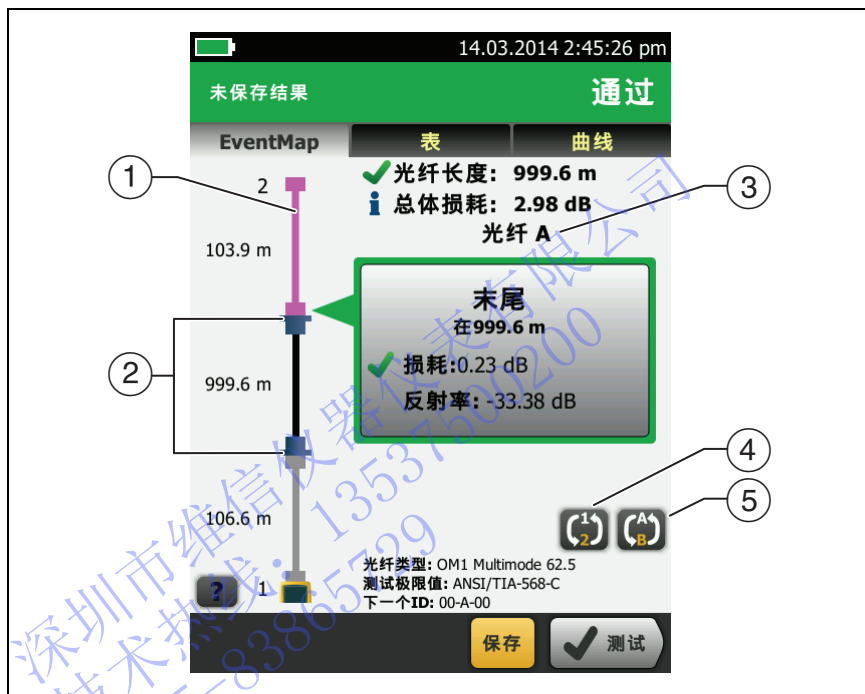 14.03.2014 2:45:26 pm
未保存结果 通过
EventMap 表 曲线
1
2
3
4
5
2
103.9 m
999.6 m
106.6 m
1
光纤长度: 999.6 m
i 总体损耗: 2.98 dB
光纤 A
末尾
在999.6 m
损耗:0.23 dB
反射率: -33.38 dB
1 2
A B
光纤类型: OM1 Multimode 62.5
测试极限值: ANSI/TIA-568-C
下一个ID: 00-A-00
?
保存 测试
深圳市维信仪器仪表有限公司
技术热线: 13537500200
-83865729